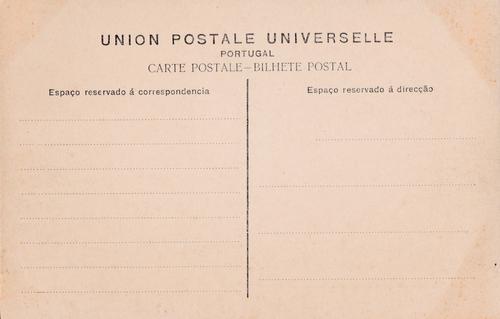 UNION POSTALE UNIVERSELLE
PORTUGAL
CARTE POSTALE–BILHETE POSTAL
Espaço reservado á correspondencia
Espaço reservado á direcção